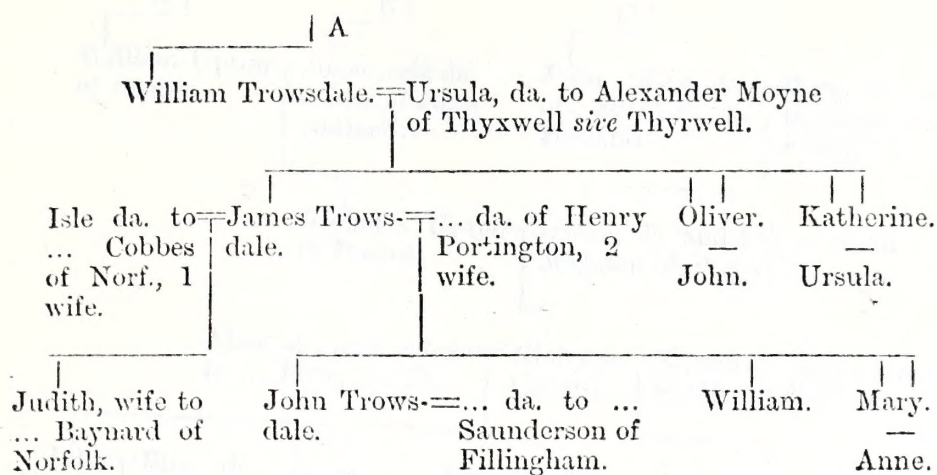 A
William Trowsdale.═Ursula, da. to Alexander Moyne
of Thyxwell sive Thyrwell.
Isle da. to
... Cobbes
of Norf., 1
wife.
James Trows-
dale.
... da. of Henry
Portington, 2
wife.
Oliver.
—
John.
Katherine.
—
Ursula.
Judith, wife to
... Baynard of
Norfolk.
John Trows-
dale.
... da. to ...
Saunderson of
Fillingham.
William.
Mary.
—
Anne.